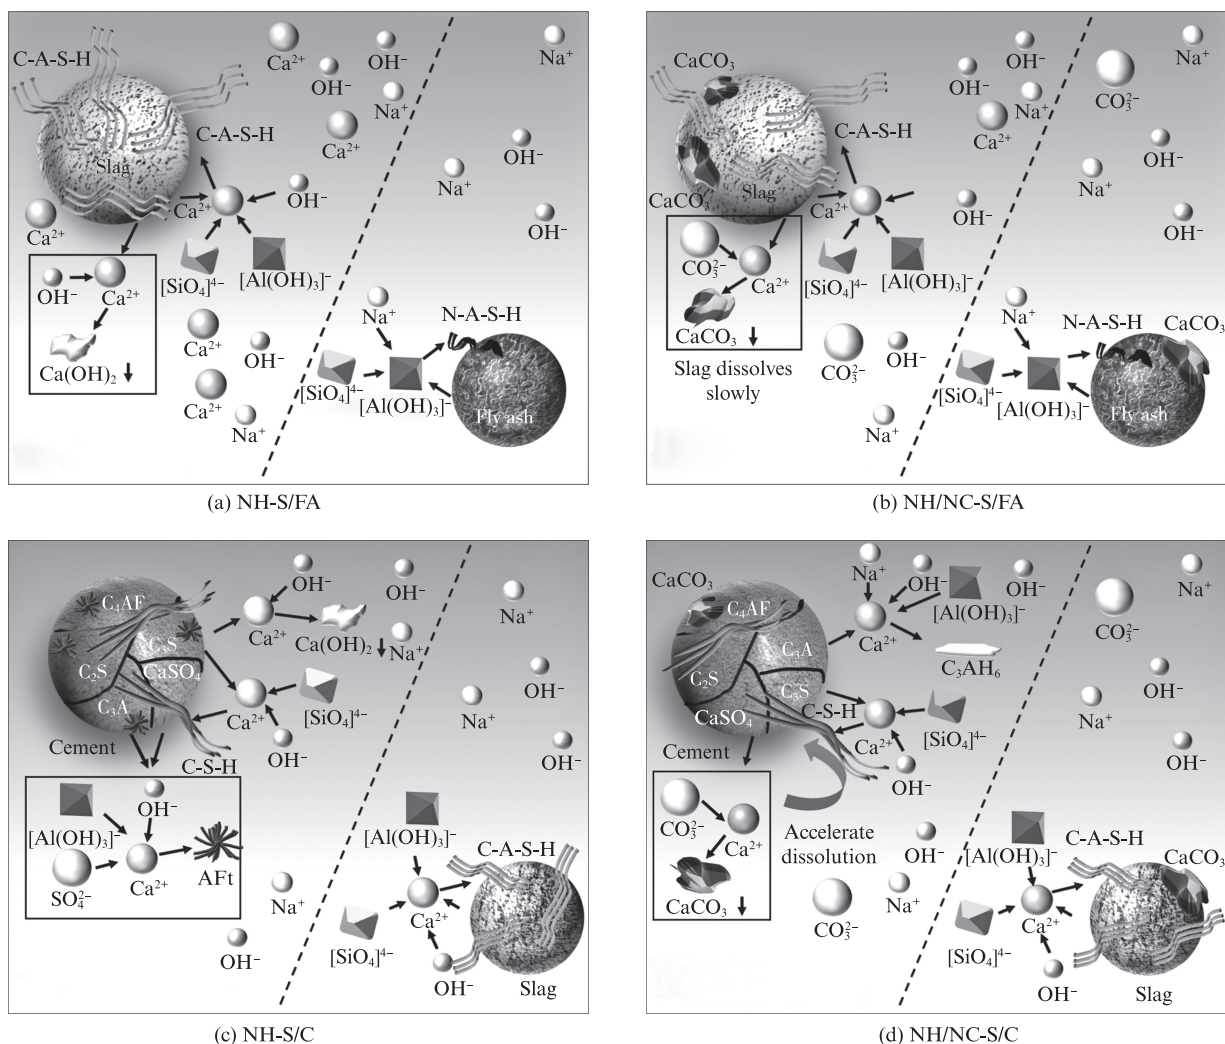 C-A-S-H
Slag
C-A-S-H
Ca²⁺
OH⁻
OH⁻
Na⁺
Ca²⁺
Na⁺
OH⁻
Na⁺
OH⁻
Ca²⁺
OH⁻
Ca²⁺
[SiO₄]⁴⁻
[Al(OH)₃]⁻
OH⁻
Ca²⁺
Ca(OH)₂
Ca²⁺
OH⁻
Ca²⁺
Na⁺
Na⁺
N-A-S-H
[SiO₄]⁴⁻
[Al(OH)₃]⁻
Fly ash
(a) NH-S/FA
CaCO₃
Slag
CaCO₃
C-A-S-H
OH⁻
OH⁻
Na⁺
Ca²⁺
Na⁺
CO₃²⁻
OH⁻
Na⁺
OH⁻
Ca²⁺
OH⁻
[SiO₄]⁴⁻
[Al(OH)₃]⁻
CO₃²⁻
Ca²⁺
CaCO₃
Slag dissolves
slowly
CO₃²⁻
OH⁻
Na⁺
Na⁺
N-A-S-H
CaCO₃
[SiO₄]⁴⁻
[Al(OH)₃]⁻
Fly ash
(b) NH/NC-S/FA
C₄AF
C₃S
C₂S
CaSO₄
C₃A
Cement
OH⁻
Ca²⁺
Ca(OH)₂
OH⁻
Na⁺
Na⁺
Na⁺
OH⁻
Ca²⁺
[SiO₄]⁴⁻
OH⁻
C-S-H
OH⁻
[Al(OH)₃]⁻
SO₄²⁻
Ca²⁺
AFt
Na⁺
OH⁻
[Al(OH)₃]⁻
C-A-S-H
Ca²⁺
[SiO₄]⁴⁻
OH⁻
Slag
(c) NH-S/C
CaCO₃
C₄AF
C₃A
C₂S
C₃S
CaSO₄
Cement
Na⁺
OH⁻
[Al(OH)₃]⁻
OH⁻
Ca²⁺
C₃AH₆
CO₃²⁻
Na⁺
Na⁺
OH⁻
C-S-H
Ca²⁺
[SiO₄]⁴⁻
OH⁻
CO₃²⁻
Ca²⁺
CaCO₃
Accelerate
dissolution
OH⁻
CO₃²⁻
Na⁺
[Al(OH)₃]⁻
C-A-S-H
CaCO₃
Ca²⁺
[SiO₄]⁴⁻
OH⁻
Slag
(d) NH/NC-S/C